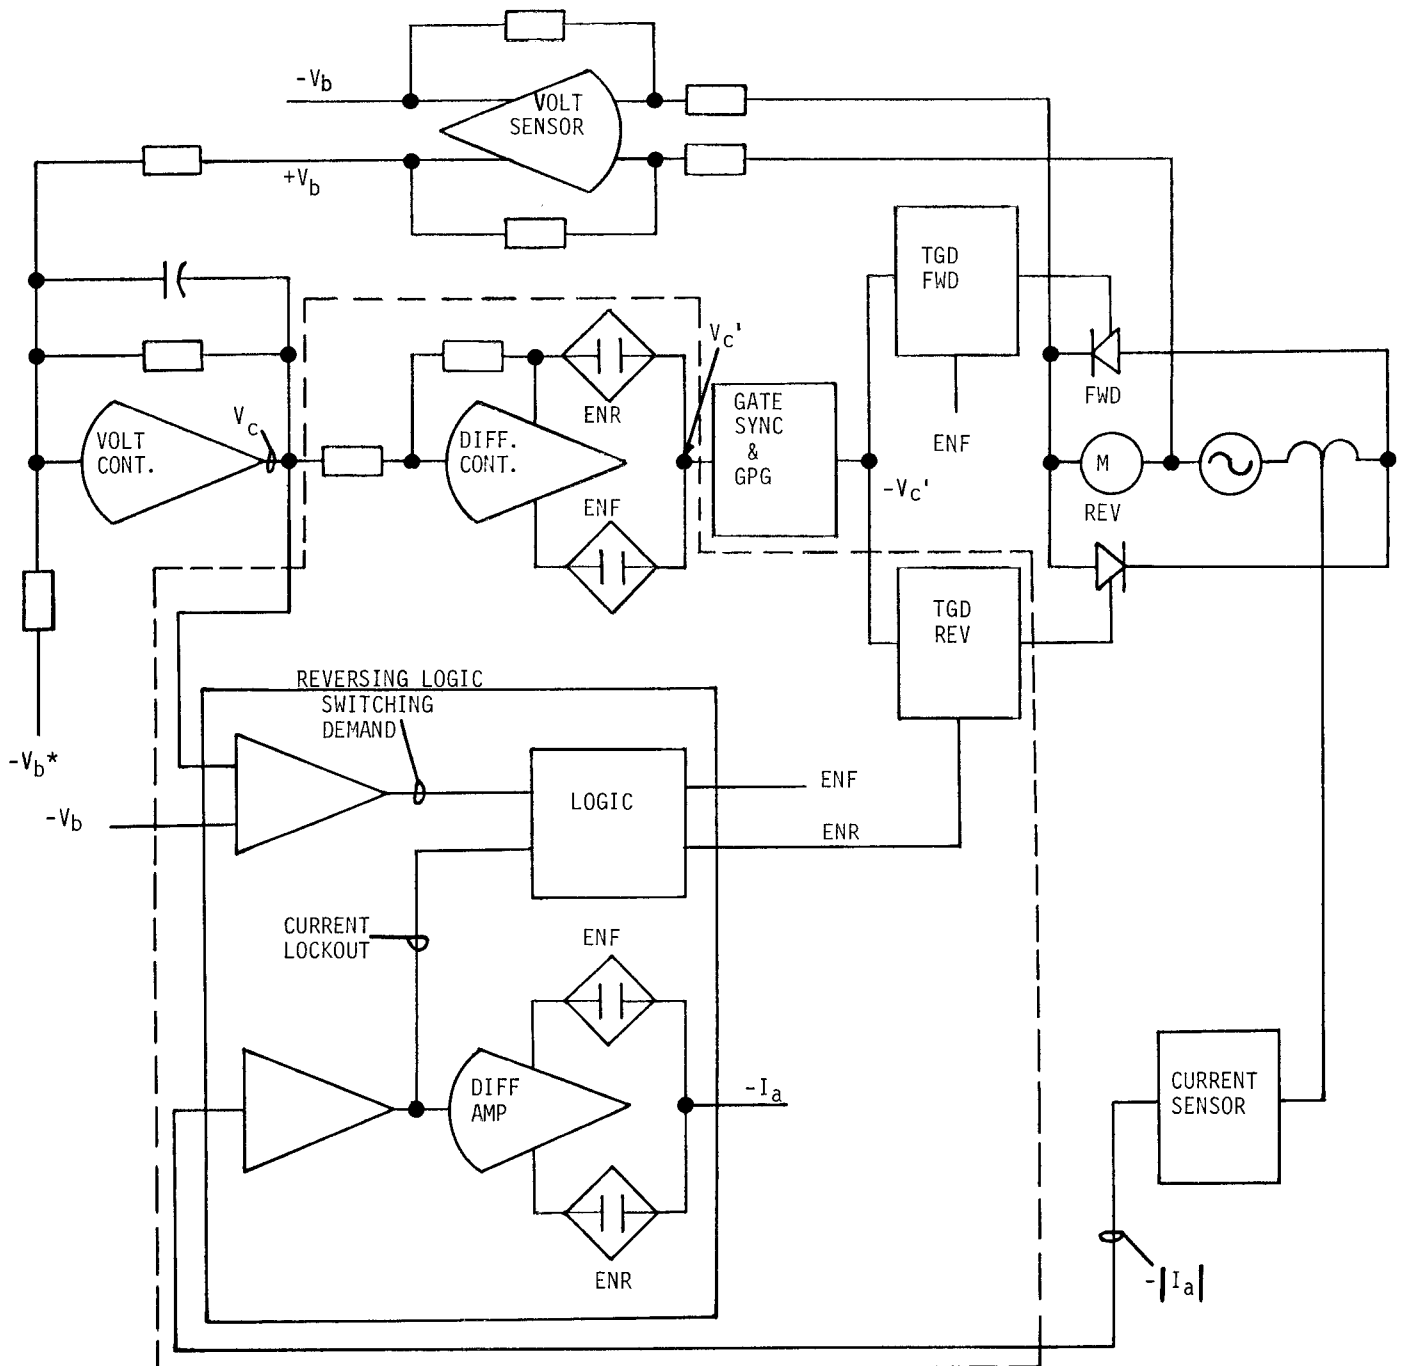 -Vb
VOLT
SENSOR
+Vb
TGD
FWD
Vc'
ENR
GATE
SYNC
&
GPG
FWD
Vc
VOLT
CONT.
DIFF.
CONT.
ENF
M
-Vc'
ENF
REV
TGD
REV
REVERSING LOGIC
SWITCHING
DEMAND
-Vb*
LOGIC
ENF
-Vb
ENR
CURRENT
LOCKOUT
ENF
DIFF
AMP
-Ia
CURRENT
SENSOR
ENR
-|Ia|